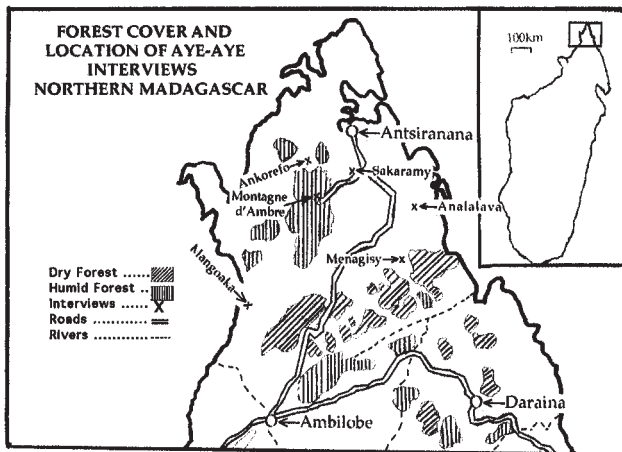 FOREST COVER AND
LOCATION OF AYE-AYE
INTERVIEWS
NORTHERN MADAGASCAR
100km
Antsiranana
Ankorefo
Sakaramy
Montagne
d'Ambre
Analalava
Menagisy
Mangoaka
Dry Forest ......
Humid Forest ..
Interviews ...... X
Roads ..............
Rivers ..............
Ambilobe
Daraina